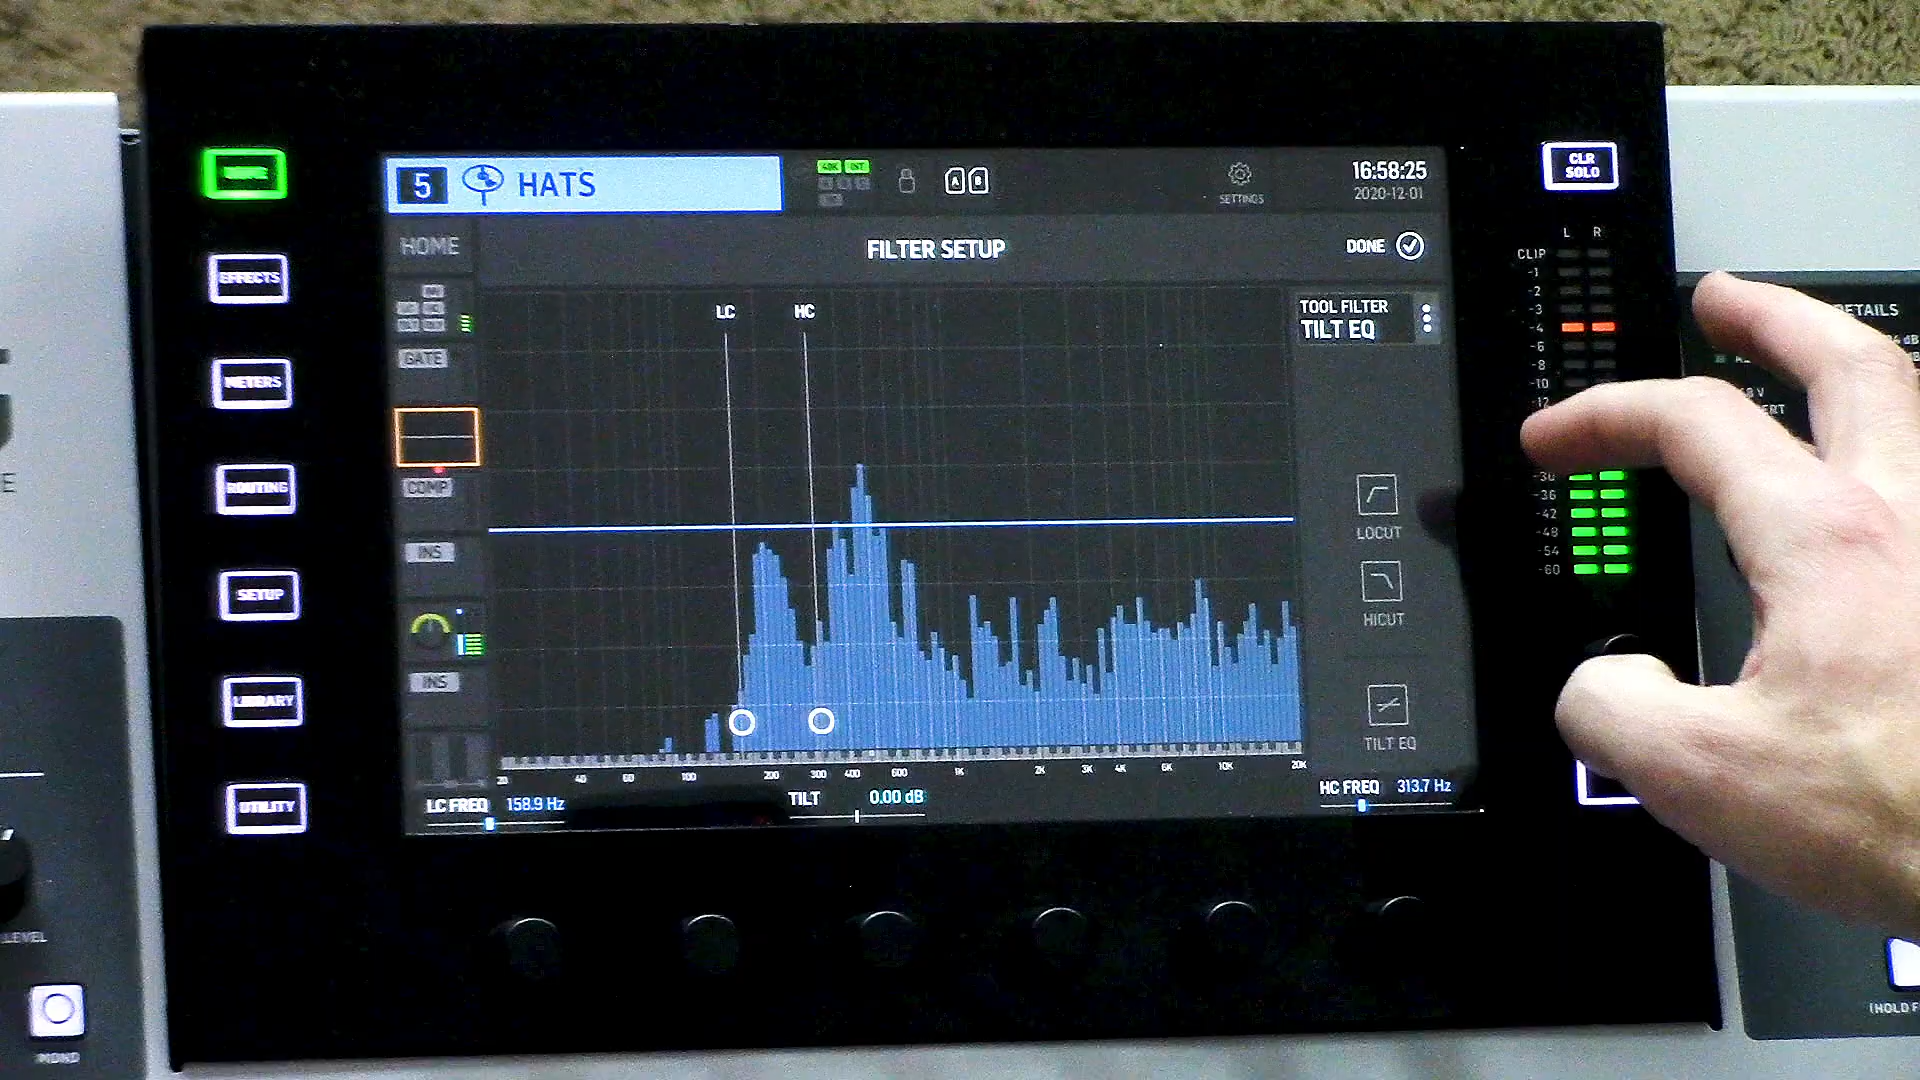 5 HATS
48K INT
A B
SETTINGS
16:58:25
2020-12-01
CLR
SOLO
HOME
FILTER SETUP
DONE
EFFECTS
METERS
ROUTING
SETUP
LIBRARY
UTILITY
GATE
COMP
INS
INS
LC HC
TOOL FILTER
TILT EQ
LOCUT
HICUT
TILT EQ
20 40 60 100 200 300 400 600 1K 2K 3K 4K 6K 10K 20K
LC FREQ 158.9 Hz
TILT 0.00 dB
HC FREQ 313.7 Hz
L R
CLIP
-1
-2
-3
-4
-6
-8
-10
-12
-30
-36
-42
-48
-54
-60
LEVEL
MONO
(HOLD F